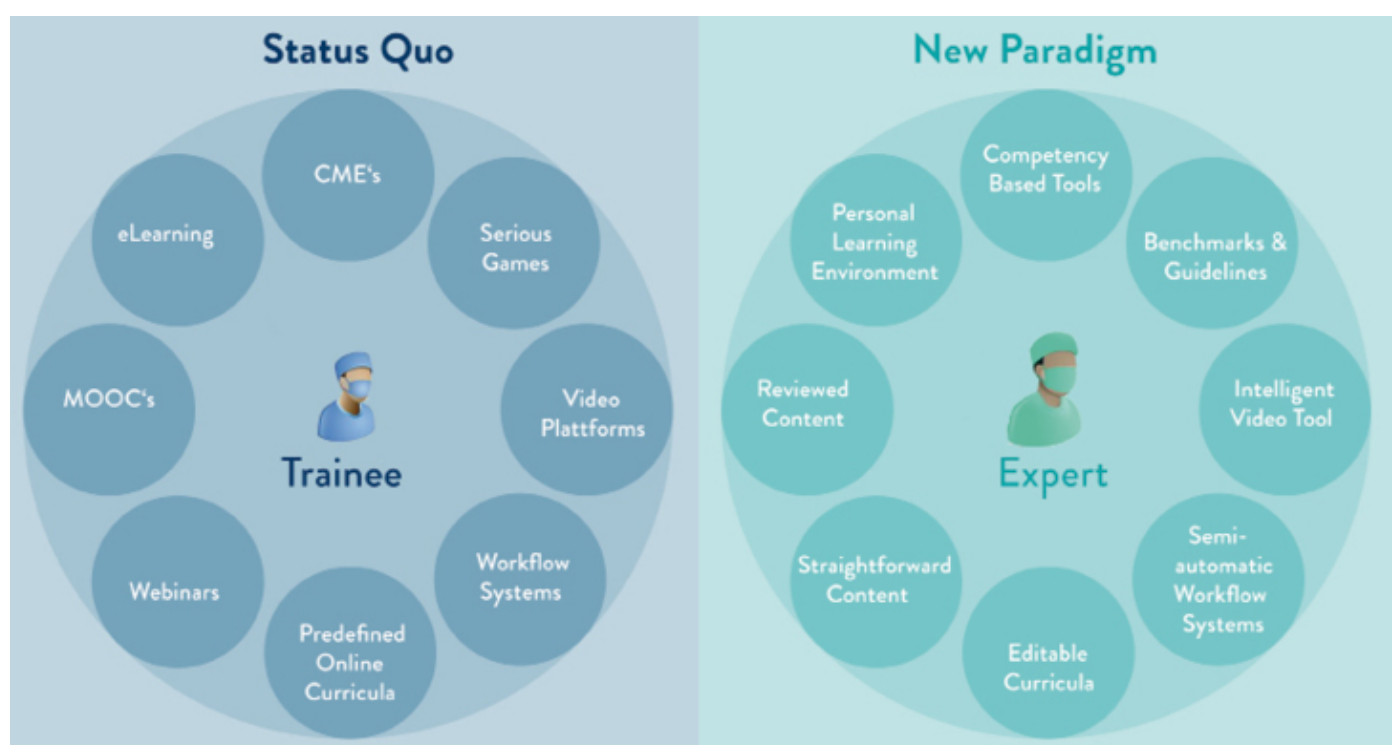 Status Quo
CME‘s
Serious
Games
Video
Plattforms
Workflow
Systems
Predefined
Online
Curricula
Webinars
MOOC‘s
eLearning
Trainee
New Paradigm
Competency
Based Tools
Benchmarks &
Guidelines
Intelligent
Video Tool
Semi-
automatic
Workflow
Systems
Editable
Curricula
Straightforward
Content
Reviewed
Content
Personal
Learning
Environment
Expert